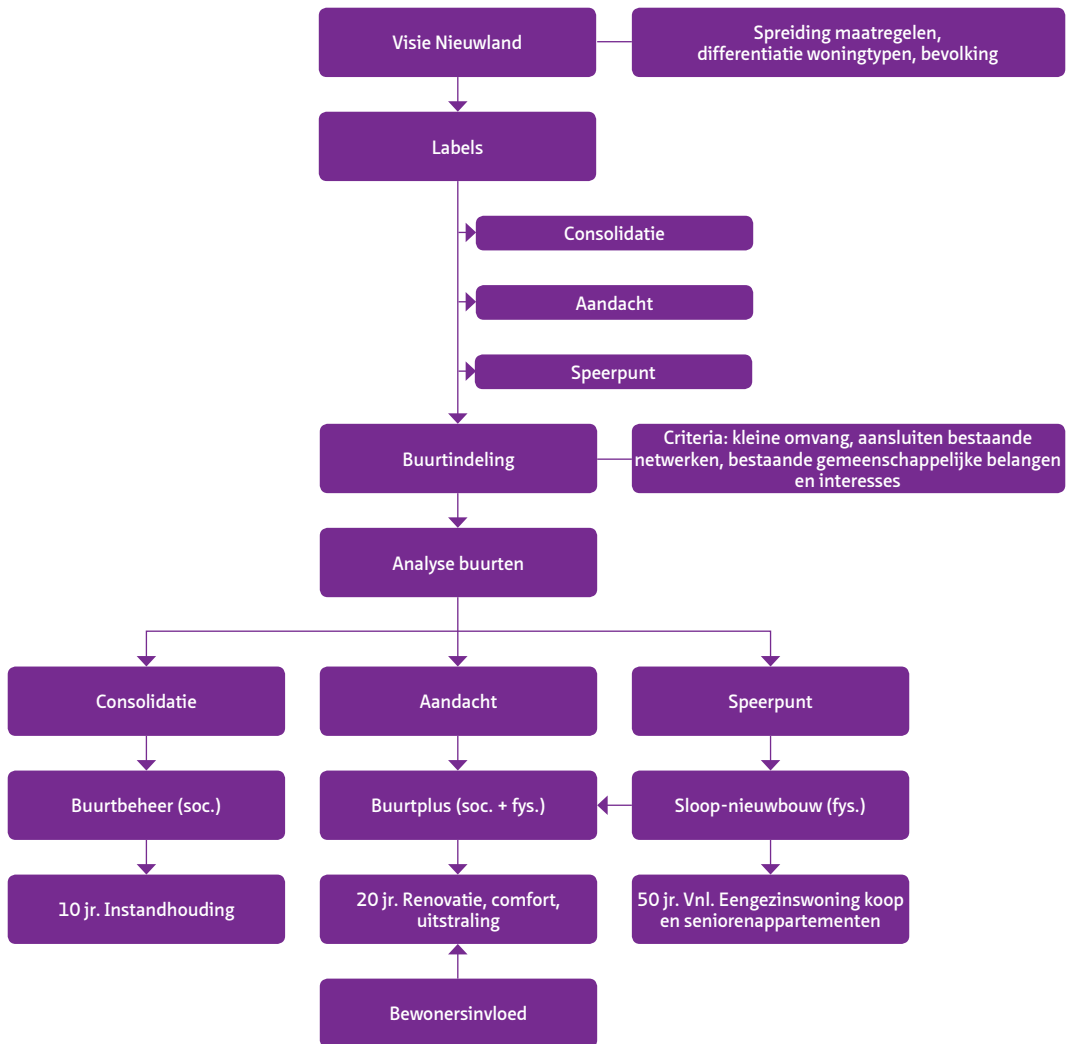 Visie Nieuwland
Spreiding maatregelen,
differentiatie woningtypen, bevolking
Labels
Consolidatie
Aandacht
Speerpunt
Buurtindeling
Criteria: kleine omvang, aansluiten bestaande
netwerken, bestaande gemeenschappelijke belangen
en interesses
Analyse buurten
Consolidatie
Aandacht
Speerpunt
Buurtbeheer (soc.)
Buurtplus (soc. + fys.)
Sloop-nieuwbouw (fys.)
10 jr. Instandhouding
20 jr. Renovatie, comfort,
uitstraling
50 jr. Vnl. Eengezinswoning koop
en seniorenappartementen
Bewonersinvloed